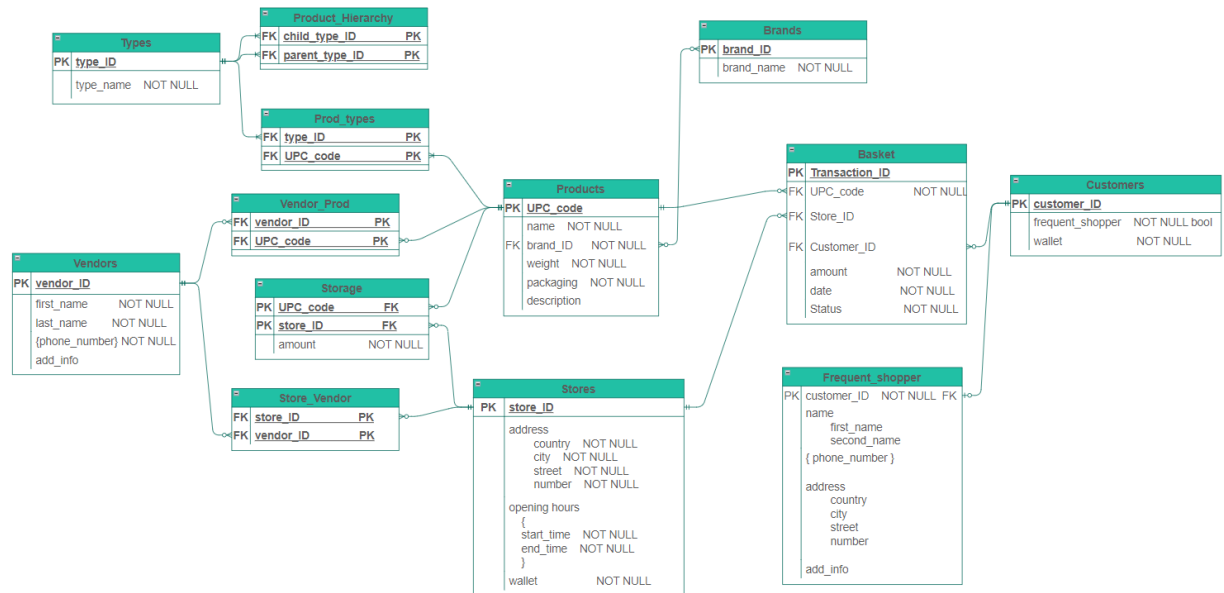 Product_Hierarchy
FK child_type_ID PK
FK parent_type_ID PK
Types
PK type_ID
type_name NOT NULL
Brands
PK brand_ID
brand_name NOT NULL
Prod_types
FK type_ID PK
FK UPC_code PK
Basket
PK Transaction_ID
FK UPC_code NOT NULL
FK Store_ID
FK Customer_ID
amount NOT NULL
date NOT NULL
Status NOT NULL
Customers
PK customer_ID
frequent_shopper NOT NULL bool
wallet NOT NULL
Products
PK UPC_code
name NOT NULL
FK brand_ID NOT NULL
weight NOT NULL
packaging NOT NULL
description
Vendor_Prod
FK vendor_ID PK
FK UPC_code PK
Vendors
PK vendor_ID
first_name NOT NULL
last_name NOT NULL
{phone_number} NOT NULL
add_info
Storage
PK UPC_code FK
PK store_ID FK
amount NOT NULL
Store_Vendor
FK store_ID PK
FK vendor_ID PK
Stores
PK store_ID
address
country NOT NULL
city NOT NULL
street NOT NULL
number NOT NULL
opening hours
{
start_time NOT NULL
end_time NOT NULL
}
wallet NOT NULL
Frequent_shopper
PK customer_ID NOT NULL FK
name
first_name
second_name
{ phone_number }
address
country
city
street
number
add_info